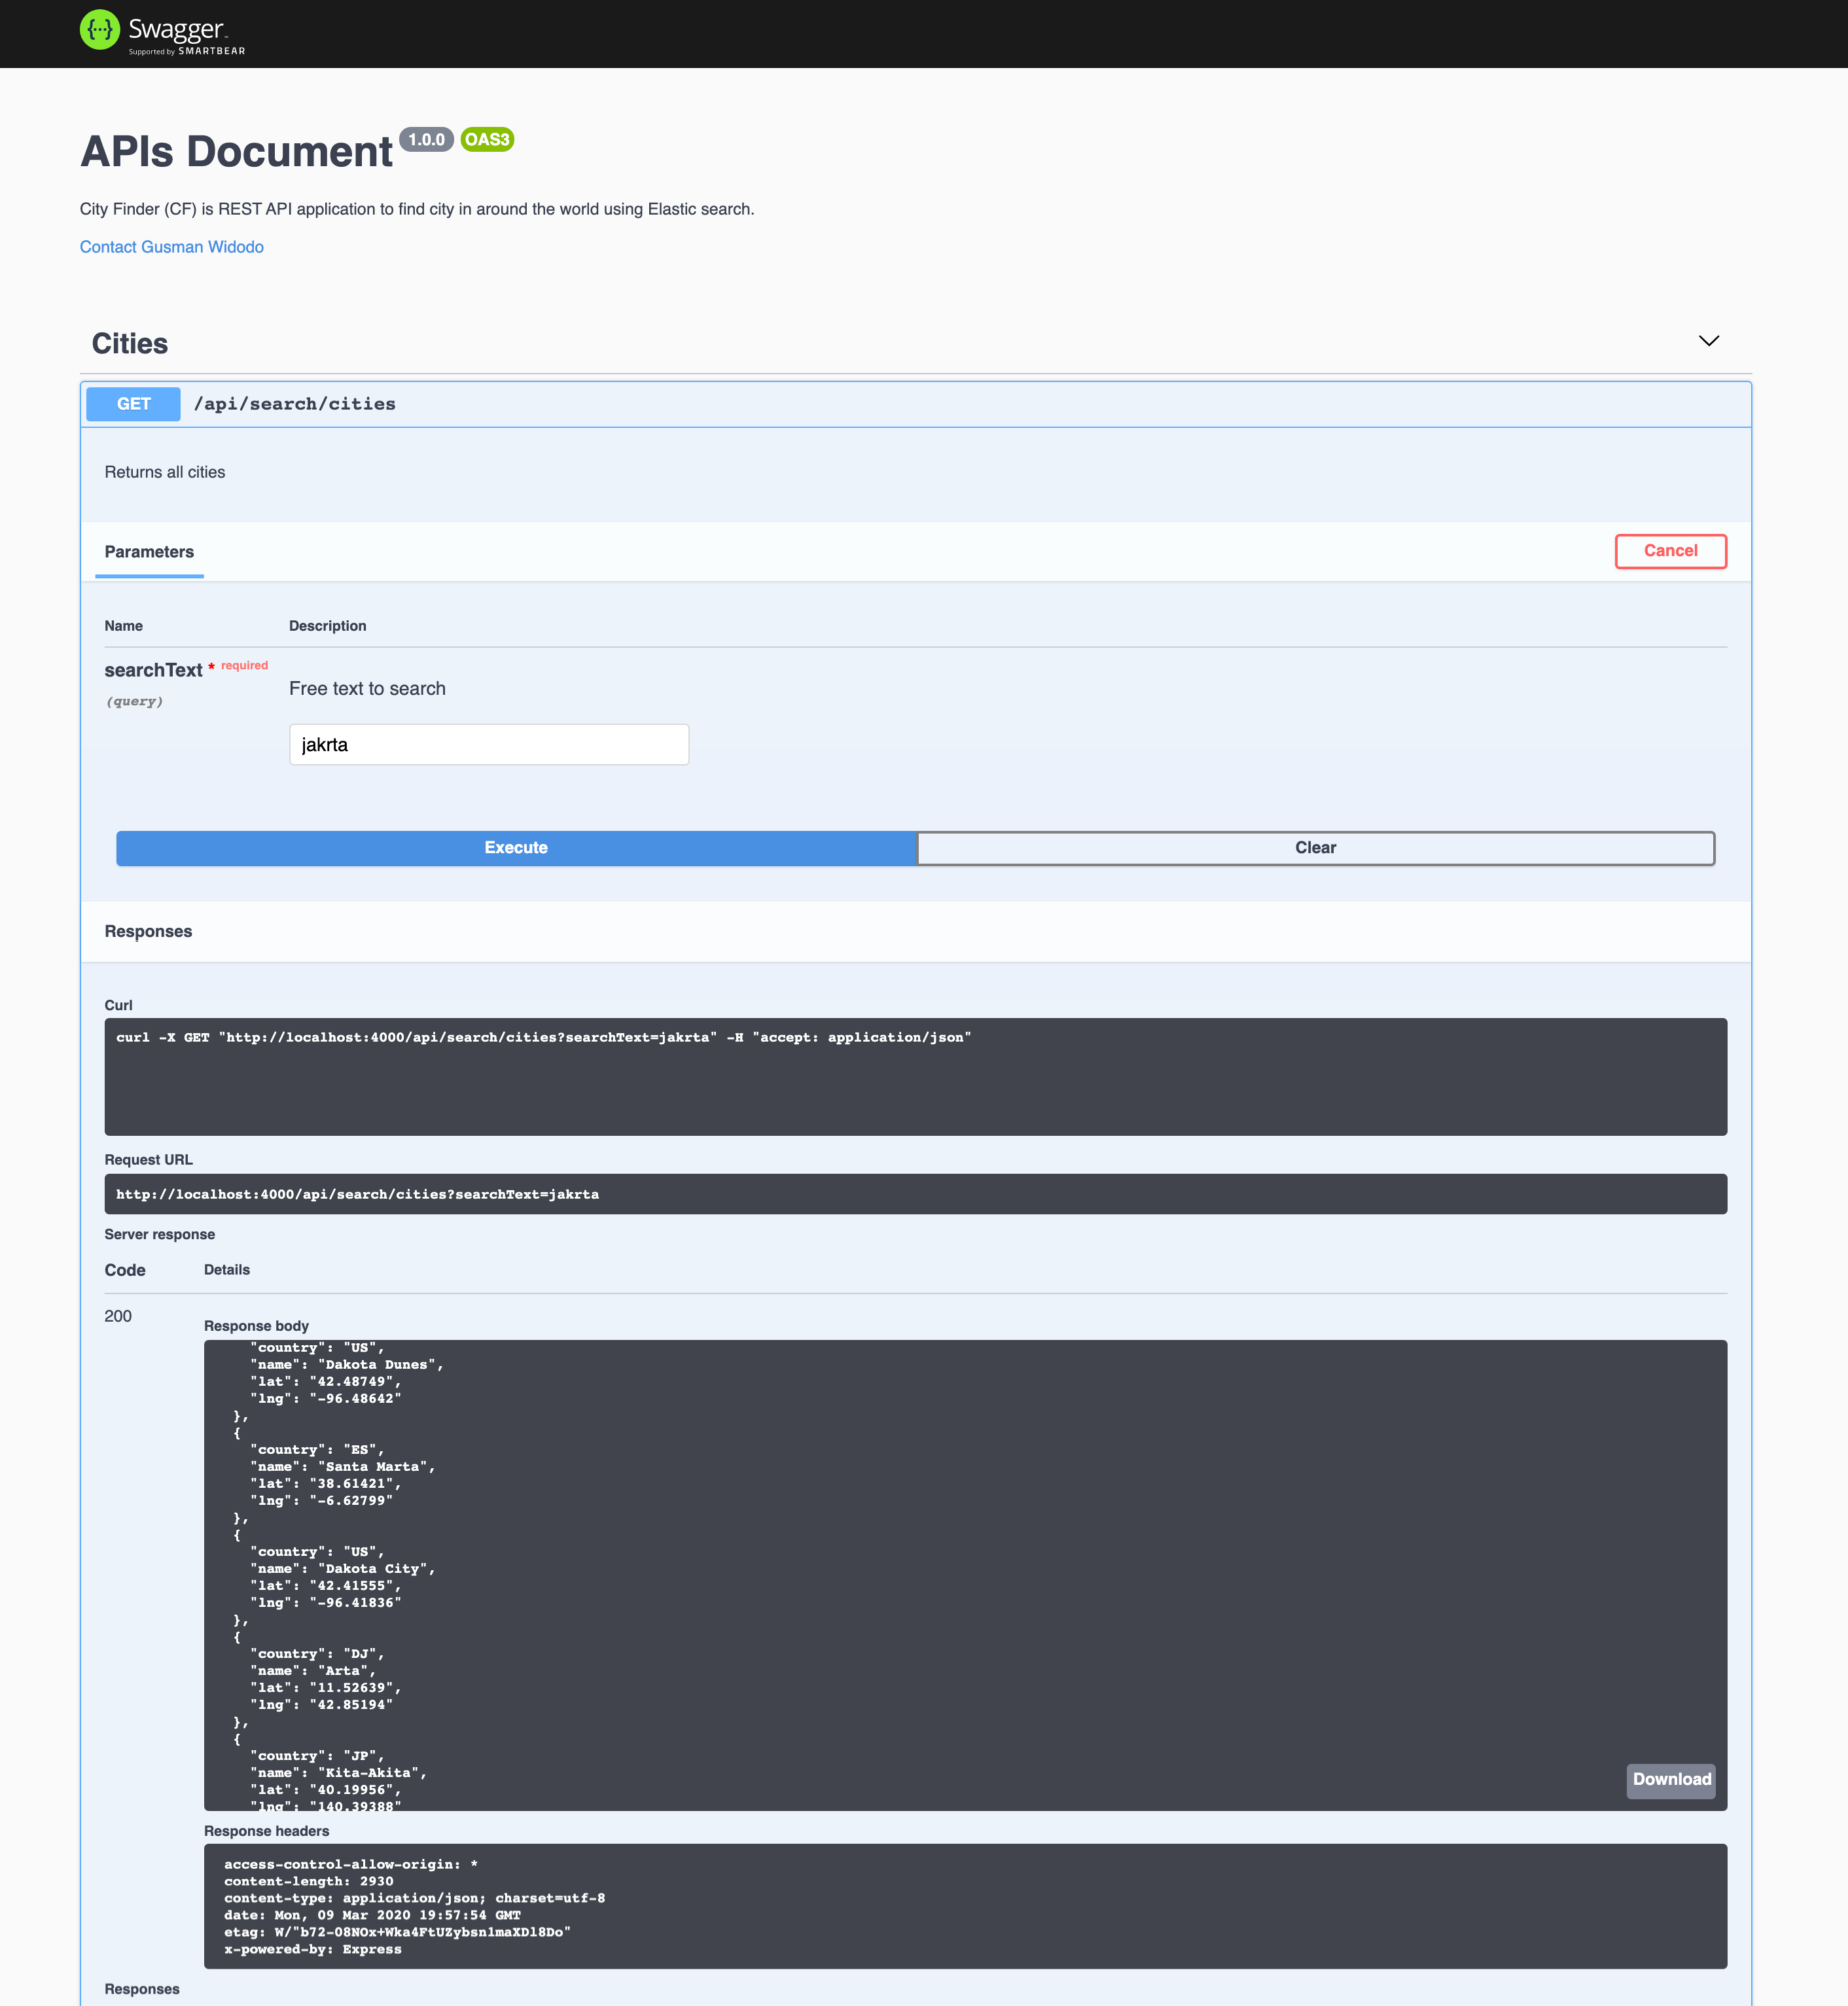 Swagger™
Supported by SMARTBEAR
APIs Document 1.0.0 OAS3
City Finder (CF) is REST API application to find city in around the world using Elastic search.
Contact Gusman Widodo
Cities
GET /api/search/cities
Returns all cities
Parameters
Cancel
Name Description
searchText * required
(query)
Free text to search
jakrta
Execute Clear
Responses
Curl
curl -X GET "http://localhost:4000/api/search/cities?searchText=jakrta" -H "accept: application/json"
Request URL
http://localhost:4000/api/search/cities?searchText=jakrta
Server response
Code Details
200
Response body
"country": "US",
"name": "Dakota Dunes",
"lat": "42.48749",
"lng": "-96.48642"
},
{
"country": "ES",
"name": "Santa Marta",
"lat": "38.61421",
"lng": "-6.62799"
},
{
"country": "US",
"name": "Dakota City",
"lat": "42.41555",
"lng": "-96.41836"
},
{
"country": "DJ",
"name": "Arta",
"lat": "11.52639",
"lng": "42.85194"
},
{
"country": "JP",
"name": "Kita-Akita",
"lat": "40.19956",
"lng": "140.39388"
Download
Response headers
access-control-allow-origin: *
content-length: 2930
content-type: application/json; charset=utf-8
date: Mon, 09 Mar 2020 19:57:54 GMT
etag: W/"b72-08NOx+Wka4FtUZybsnlmaXDl8Do"
x-powered-by: Express
Responses